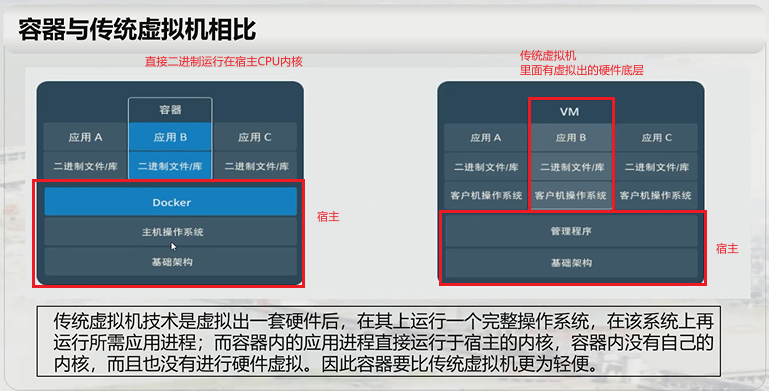 容器与传统虚拟机相比
直接二进制运行在宿主CPU内核
传统虚拟机
里面有虚拟出的硬件底层
容器
应用 A
应用 B
应用 C
二进制文件/库
二进制文件/库
二进制文件/库
Docker
主机操作系统
基础架构
宿主
VM
应用 A
应用 B
应用 C
二进制文件/库
二进制文件/库
二进制文件/库
客户机操作系统
客户机操作系统
客户机操作系统
管理程序
基础架构
宿主
传统虚拟机技术是虚拟出一套硬件后，在其上运行一个完整操作系统，在该系统上再
运行所需应用进程；而容器内的应用进程直接运行于宿主的内核，容器内没有自己的
内核，而且也没有进行硬件虚拟。因此容器要比传统虚拟机更为轻便。